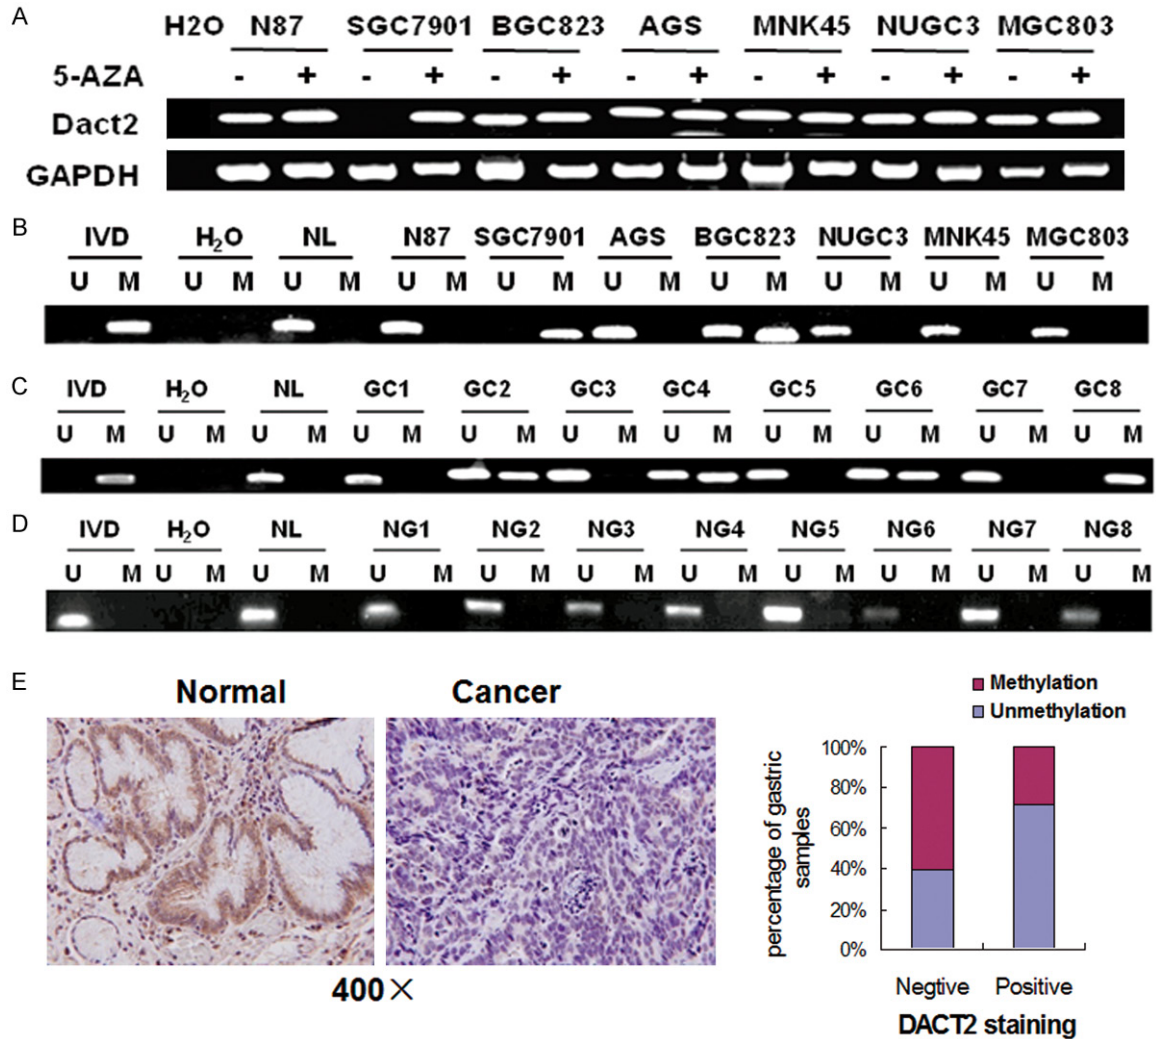 A
H2O N87 SGC7901 BGC823 AGS MNK45 NUGC3 MGC803
5-AZA - + - + - + - + - + - + - +
Dact2
GAPDH
B
IVD H₂O NL N87 SGC7901 AGS BGC823 NUGC3 MNK45 MGC803
U M U M U M U M U M U M U M U M U M U M
C
IVD H₂O NL GC1 GC2 GC3 GC4 GC5 GC6 GC7 GC8
U M U M U M U M U M U M U M U M U M U M U M
D
IVD H₂O NL NG1 NG2 NG3 NG4 NG5 NG6 NG7 NG8
U M U M U M U M U M U M U M U M U M U M U M
E
Normal Cancer
400×
Methylation
Unmethylation
percentage of gastric
samples
100%
80%
60%
40%
20%
0%
Negtive Positive
DACT2 staining